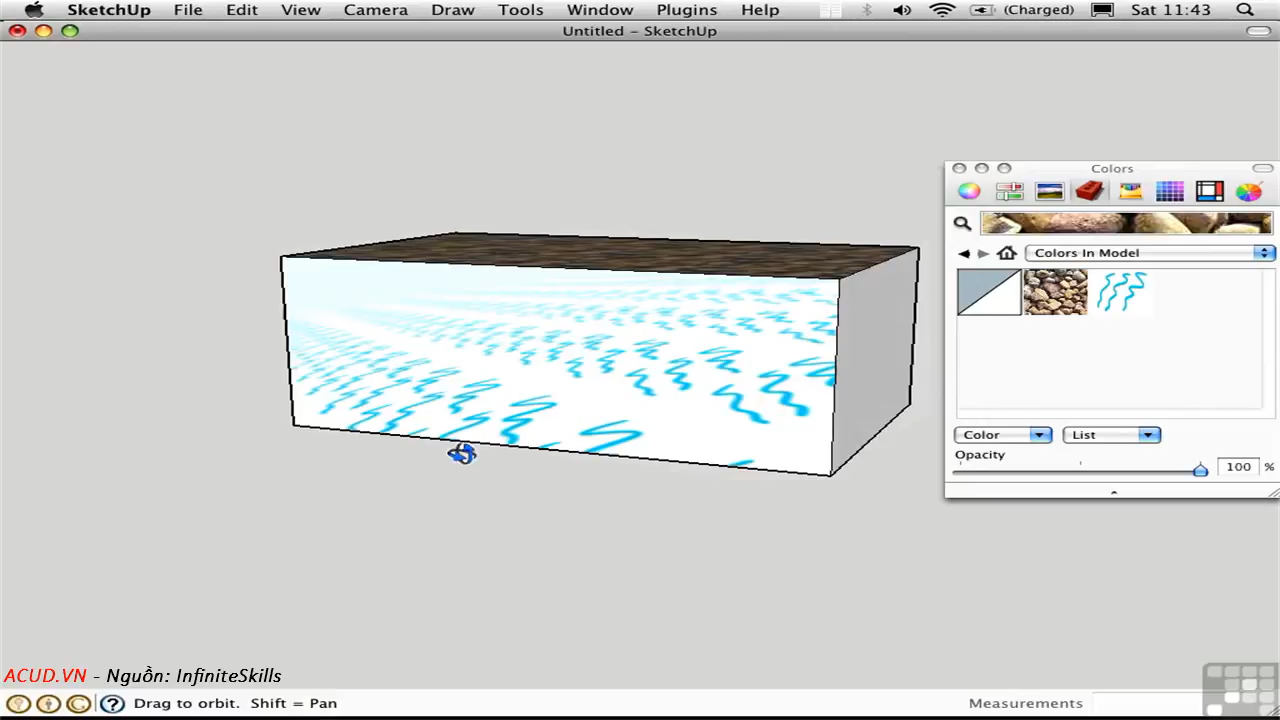 SketchUp File Edit View Camera Draw Tools Window Plugins Help (Charged) Sat 11:43
Untitled – SketchUp
Colors
Colors In Model
Color List
Opacity
100 %
ACUD.VN - Nguồn: InfiniteSkills
Drag to orbit. Shift = Pan Measurements